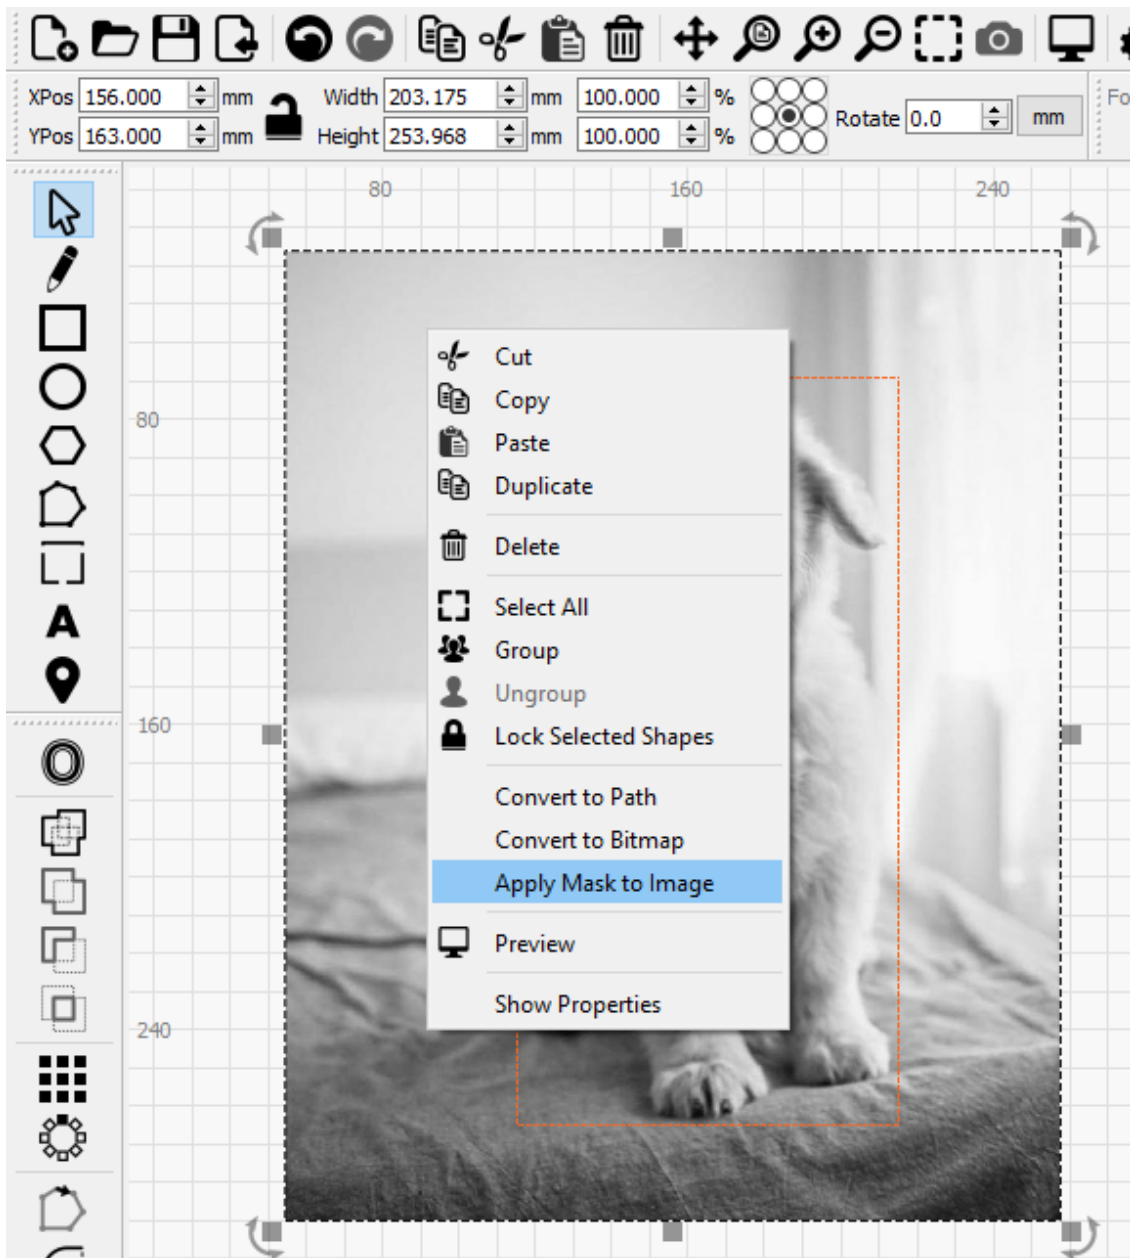 XPos 156.000 mm Width 203.175 mm 100.000 %
YPos 163.000 mm Height 253.968 mm 100.000 % Rotate 0.0 mm Fo
80 160 240
80
160
240
Cut
Copy
Paste
Duplicate
Delete
Select All
Group
Ungroup
Lock Selected Shapes
Convert to Path
Convert to Bitmap
Apply Mask to Image
Preview
Show Properties
A